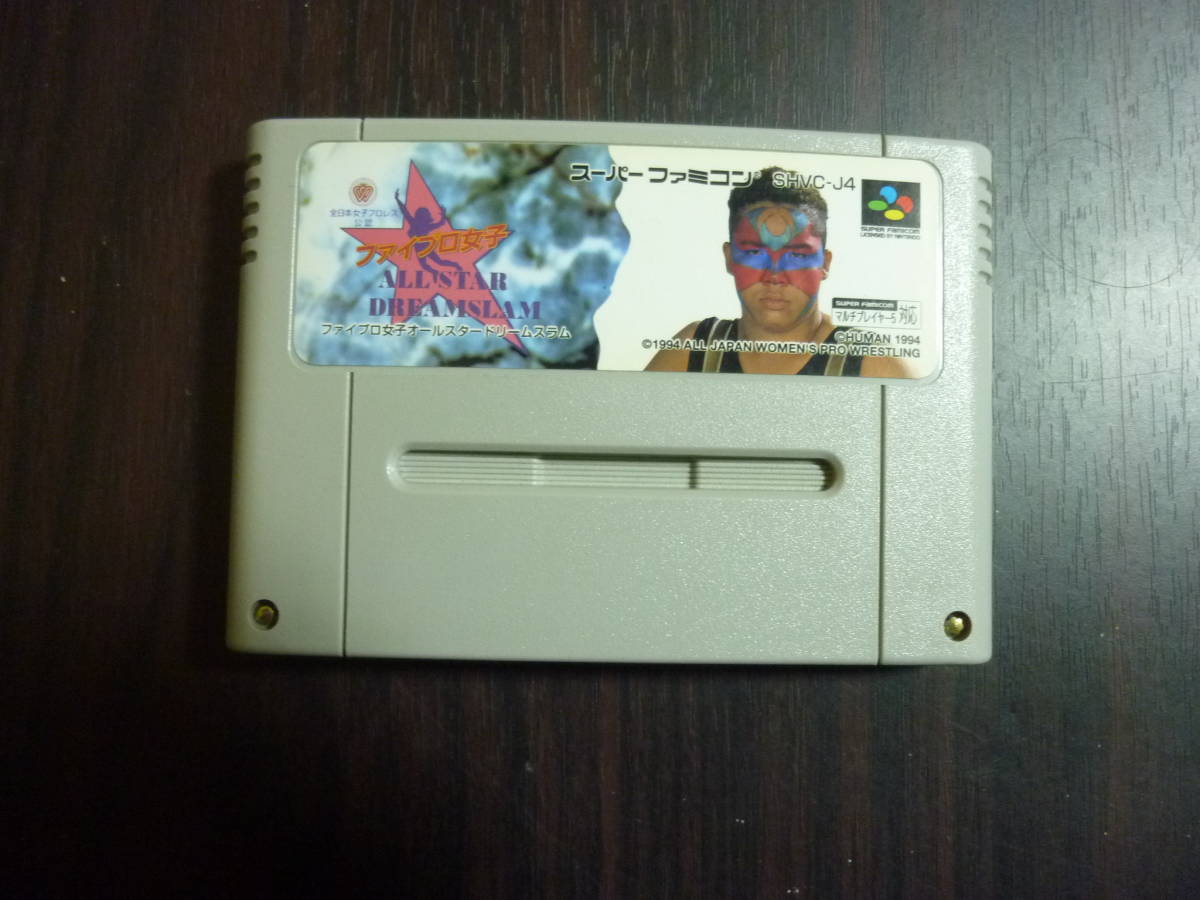 全日本女子プロレス
公認
ファイプロ女子
ALL STAR
DREAMSLAM
ファイプロ女子オールスタードリームスラム
スーパーファミコン® SHVC-J4
SUPER FAMICOM
LICENSED BY NINTENDO
SUPER FAMICOM
マルチプレイヤー5 対応
©HUMAN 1994
©1994 ALL JAPAN WOMEN'S PRO WRESTLING